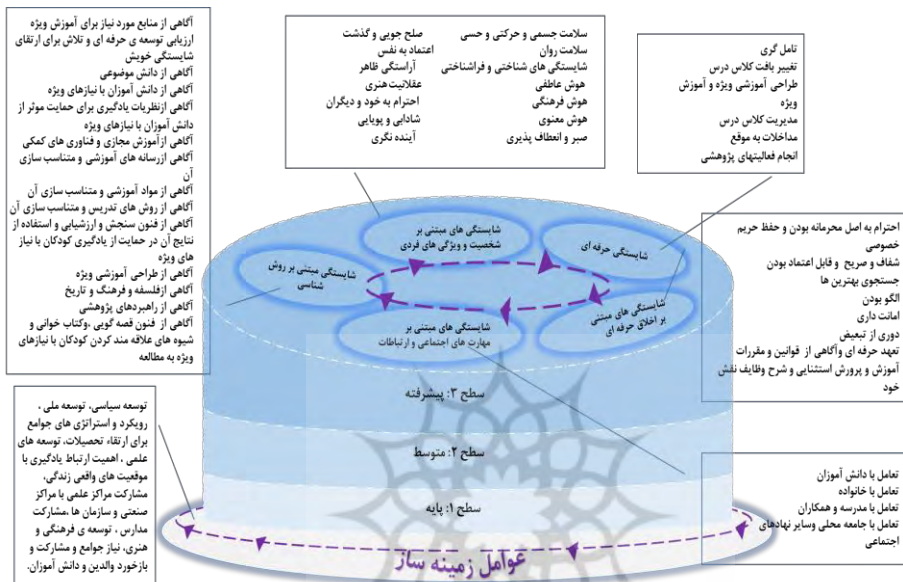 آگاهی از منابع مورد نیاز برای آموزش ویژه
ارزیابی توسعه ی حرفه ای و تلاش برای ارتقای
شایستگی خویش
آگاهی از دانش موضوعی
آگاهی از دانش آموزان با نیازهای ویژه
آگاهی ازنظریات یادگیری برای حمایت موثر از
دانش آموزان با نیازهای ویژه
آگاهی ازآموزش مجازی و فناوری های کمکی
آگاهی ازرسانه های آموزشی و متناسب سازی
آن
آگاهی از مواد آموزشی و متناسب سازی آن
آگاهی از روش های تدریس و متناسب سازی آن
آگاهی از فنون سنجش و ارزشیابی و استفاده از
نتایج آن در حمایت از یادگیری کودکان با نیاز
های ویژه
آگاهی از طراحی آموزشی ویژه
آگاهی ازفلسفه و فرهنگ و تاریخ
آگاهی از راهبردهای پژوهشی
آگاهی از فنون قصه گویی ،وکتاب خوانی و
شیوه های علاقه مند کردن کودکان با نیازهای
ویژه به مطالعه
سلامت جسمی و حرکتی و حسی
سلامت روان
شایستگی های شناختی و فراشناختی
هوش عاطفی
هوش فرهنگی
هوش معنوی
صبر و انعطاف پذیری
صلح جویی و گذشت
اعتماد به نفس
آراستگی ظاهر
عقلانیت هنری
احترام به خود و دیگران
شادابی و پویایی
آینده نگری
تامل گری
تغییر بافت کلاس درس
طراحی آموزشی ویژه و آموزش
ویژه
مدیریت کلاس درس
مداخلات به موقع
انجام فعالیتهای پژوهشی
احترام به اصل محرمانه بودن و حفظ حریم
خصوصی
شفاف و صریح و قابل اعتماد بودن
جستجوی بهترین ها
الگو بودن
امانت داری
دوری از تبعیض
تعهد حرفه ای وآگاهی از قوانین و مقررات
آموزش و پرورش استثنایی و شرح وظایف نقش
خود
شایستگی های مبتنی بر
شخصیت و ویژگی های فردی
شایستگی حرفه ای
شایستگی مبتنی بر روش
شناسی
شایستگی های مبتنی
بر اخلاق حرفه ای
شایستگی های مبتنی بر
مهارت های اجتماعی و ارتباطات
سطح ۳: پیشرفته
سطح ۲: متوسط
سطح ۱: پایه
عوامل زمینه ساز
توسعه سیاسی، توسعه ملی ،
رویکرد و استراتژی های جوامع
برای ارتقاء تحصیلات، توسعه های
علمی ، اهمیت ارتباط یادگیری با
موقعیت های واقعی زندگی،
مشارکت مراکز علمی با مراکز
صنعتی و سازمان ها ،مشارکت
مدارس ، توسعه ی فرهنگی و
هنری، نیاز جوامع و مشارکت و
بازخورد والدین و دانش آموزان.
تعامل با دانش آموزان
تعامل با خانواده
تعامل با مدرسه و همکاران
تعامل با جامعه محلی وسایر نهادهای
اجتماعی